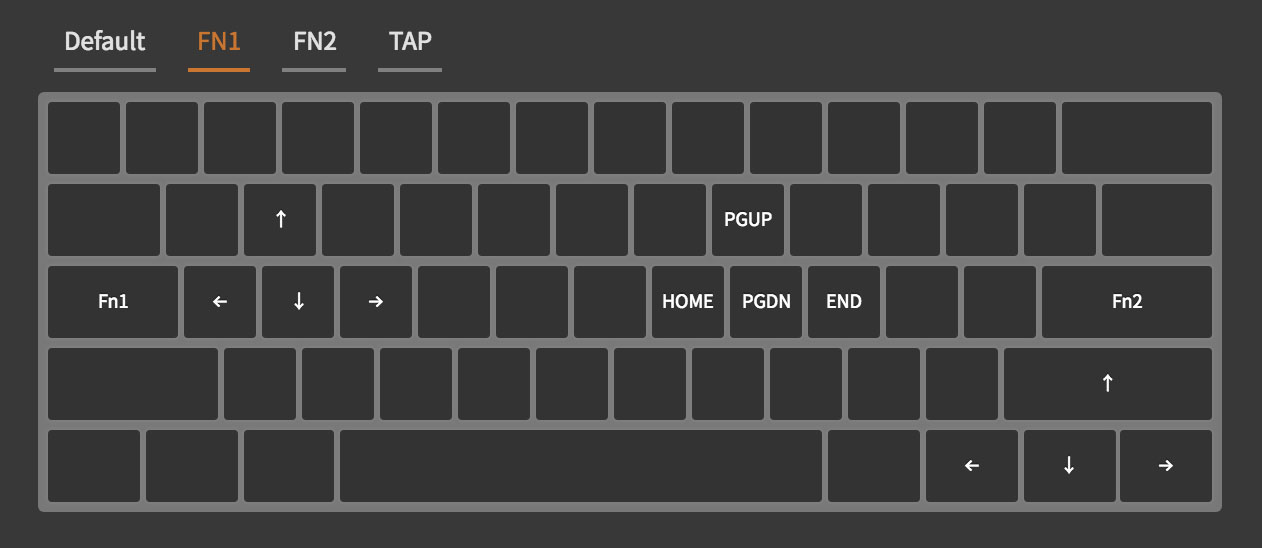 Default FN1 FN2 TAP
↑ PGUP
Fn1 ← ↓ → HOME PGDN END Fn2
↑
← ↓ →